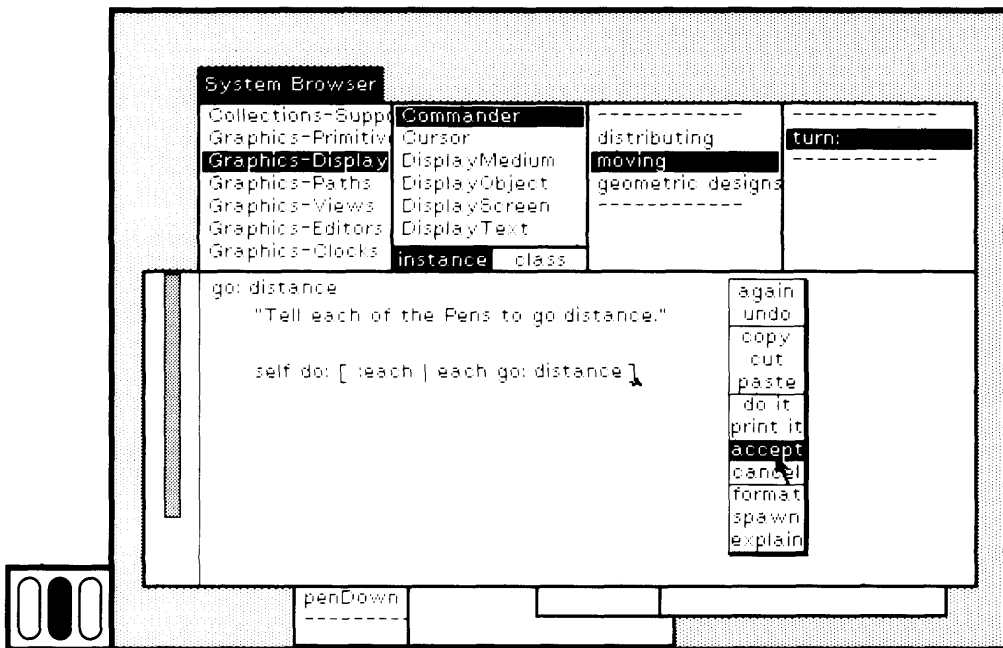 System Browser
Collections-Suppo
Graphics-Primitiv
Graphics-Display
Graphics-Paths
Graphics-Views
Graphics-Editors
Graphics-Clocks
Commander
Cursor
DisplayMedium
DisplayObject
DisplayScreen
DisplayText
instance class
------------
distributing
moving
geometric designs
------------
------------
turn:
------------
go: distance
"Tell each of the Pens to go distance."
self do: [ :each | each go: distance ]
again
undo
copy
cut
paste
do it
print it
accept
cancel
format
spawn
explain
penDown
---------